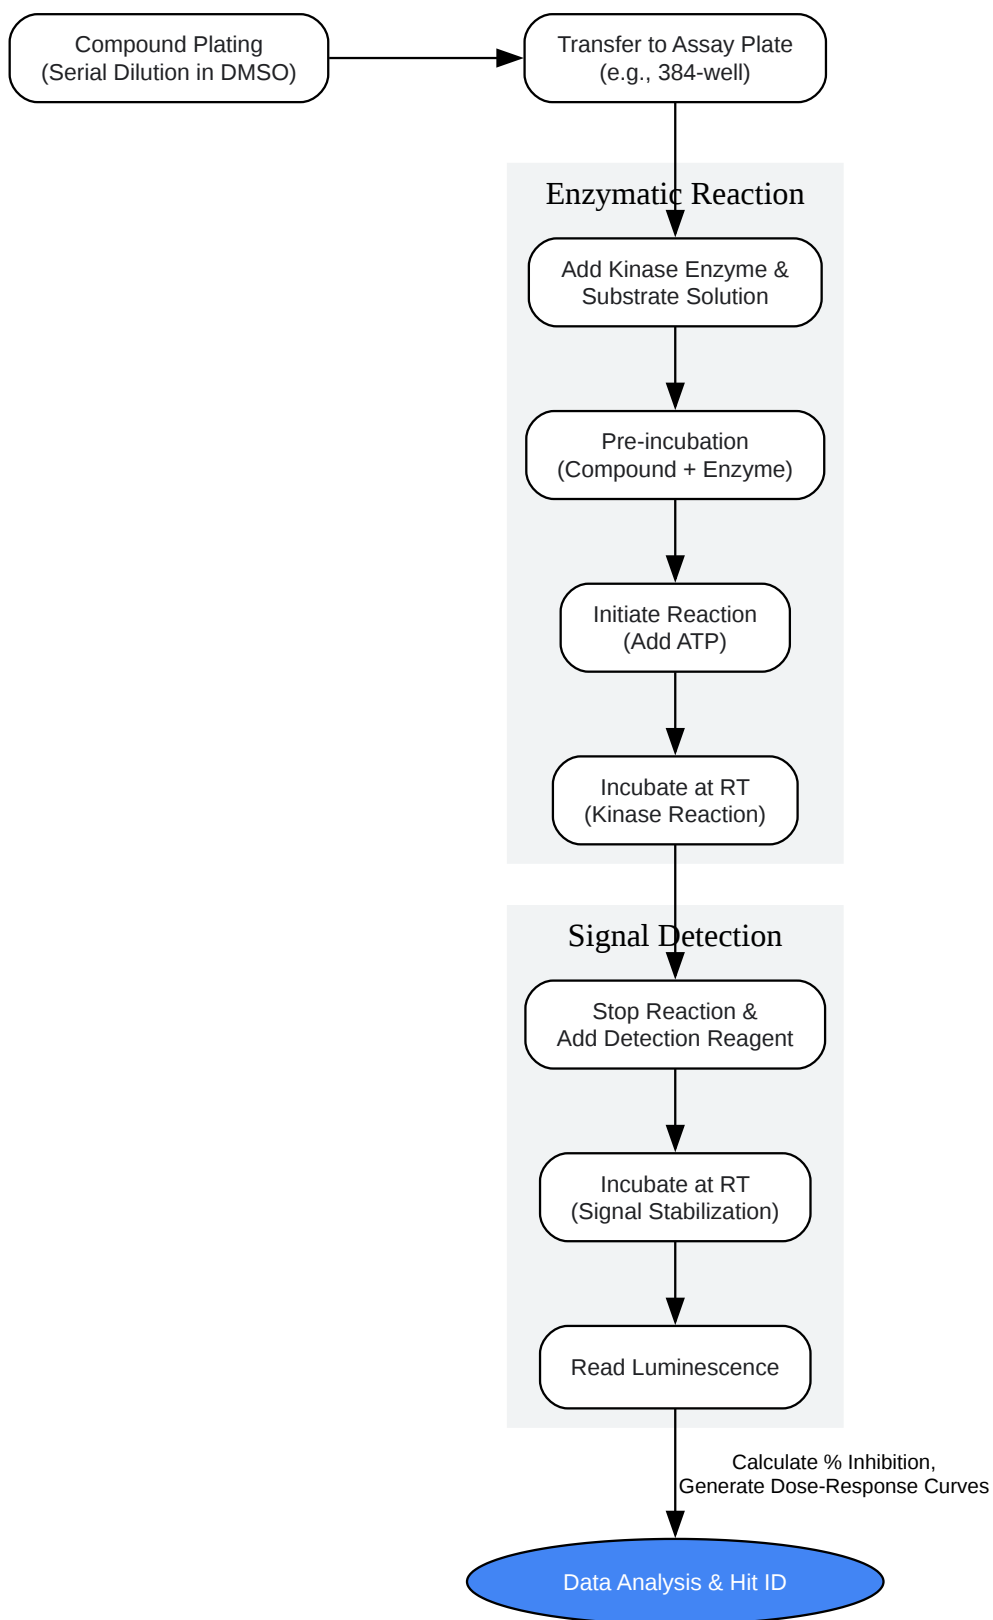 Compound Plating
(Serial Dilution in DMSO)
Transfer to Assay Plate
(e.g., 384-well)
Enzymatic Reaction
Add Kinase Enzyme &
Substrate Solution
Pre-incubation
(Compound + Enzyme)
Initiate Reaction
(Add ATP)
Incubate at RT
(Kinase Reaction)
Signal Detection
Stop Reaction &
Add Detection Reagent
Incubate at RT
(Signal Stabilization)
Read Luminescence
Calculate % Inhibition,
Generate Dose-Response Curves
Data Analysis & Hit ID